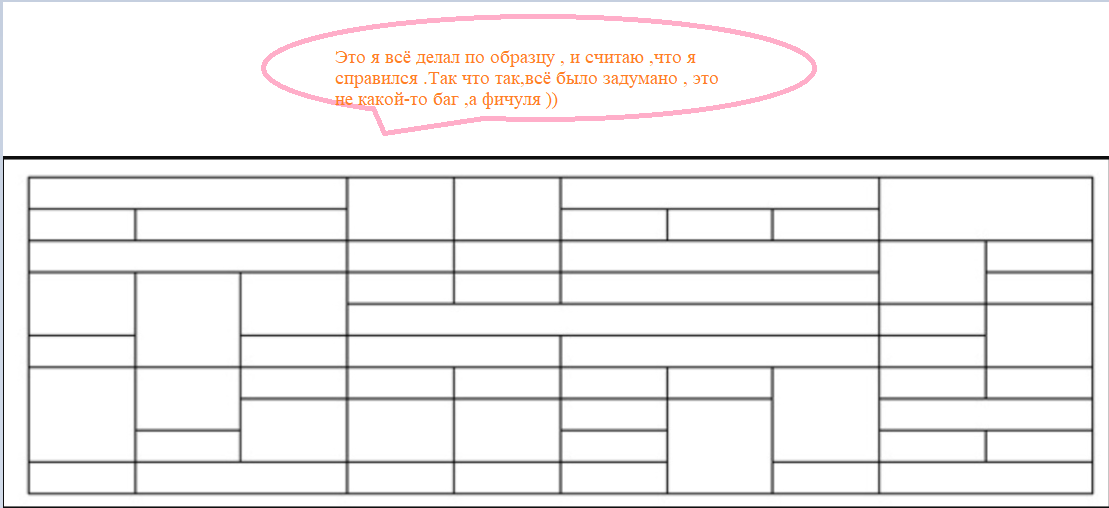 Это я всё делал по образцу , и считаю ,что я
справился .Так что так,всё было задумано , это
не какой-то баг ,а фичуля ))